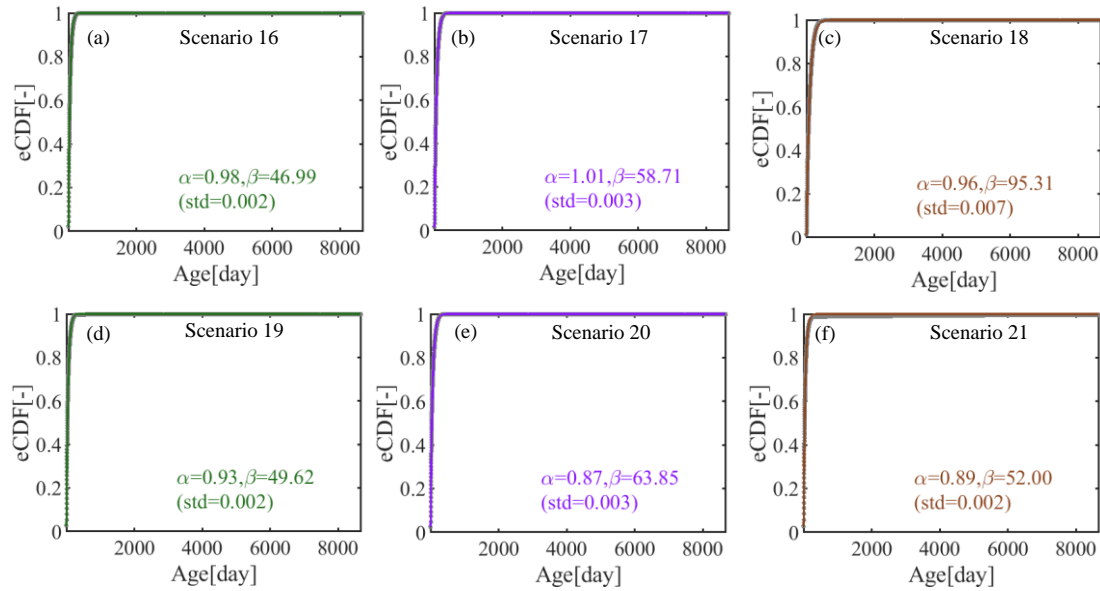 (a) Scenario 16
1
0.8
0.6
0.4
0.2
0
eCDF[-]
α=0.98,β=46.99
(std=0.002)
2000 4000 6000 8000
Age[day]
(b) Scenario 17
1
0.8
0.6
0.4
0.2
0
eCDF[-]
α=1.01,β=58.71
(std=0.003)
2000 4000 6000 8000
Age[day]
(c) Scenario 18
1
0.8
0.6
0.4
0.2
0
eCDF[-]
α=0.96,β=95.31
(std=0.007)
2000 4000 6000 8000
Age[day]
(d) Scenario 19
1
0.8
0.6
0.4
0.2
0
eCDF[-]
α=0.93,β=49.62
(std=0.002)
2000 4000 6000 8000
Age[day]
(e) Scenario 20
1
0.8
0.6
0.4
0.2
0
eCDF[-]
α=0.87,β=63.85
(std=0.003)
2000 4000 6000 8000
Age[day]
(f) Scenario 21
1
0.8
0.6
0.4
0.2
0
eCDF[-]
α=0.89,β=52.00
(std=0.002)
2000 4000 6000 8000
Age[day]